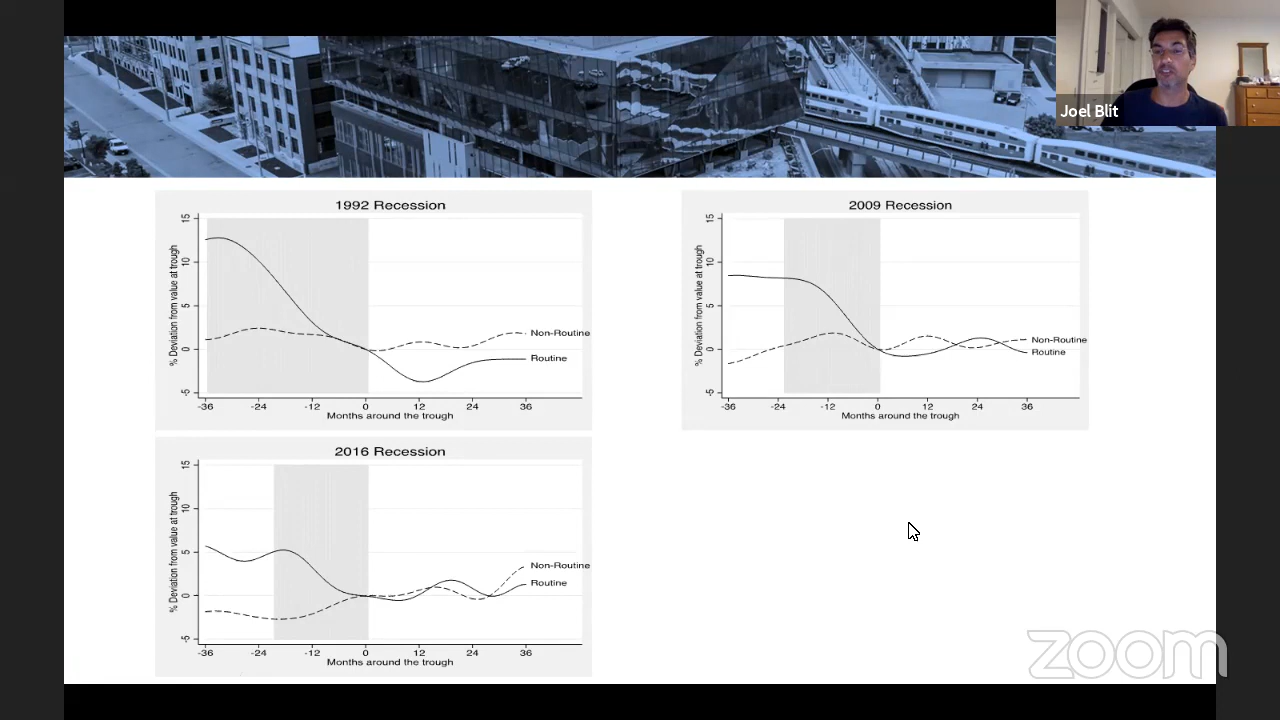 Joel Blit
1992 Recession
% Deviation from value at trough
15
10
5
0
-5
Non-Routine
Routine
-36 -24 -12 0 12 24 36
Months around the trough
2009 Recession
% Deviation from value at trough
15
10
5
0
-5
Non-Routine
Routine
-36 -24 -12 0 12 24 36
Months around the trough
2016 Recession
% Deviation from value at trough
15
10
5
0
-5
Non-Routine
Routine
-36 -24 -12 0 12 24 36
Months around the trough
zoom